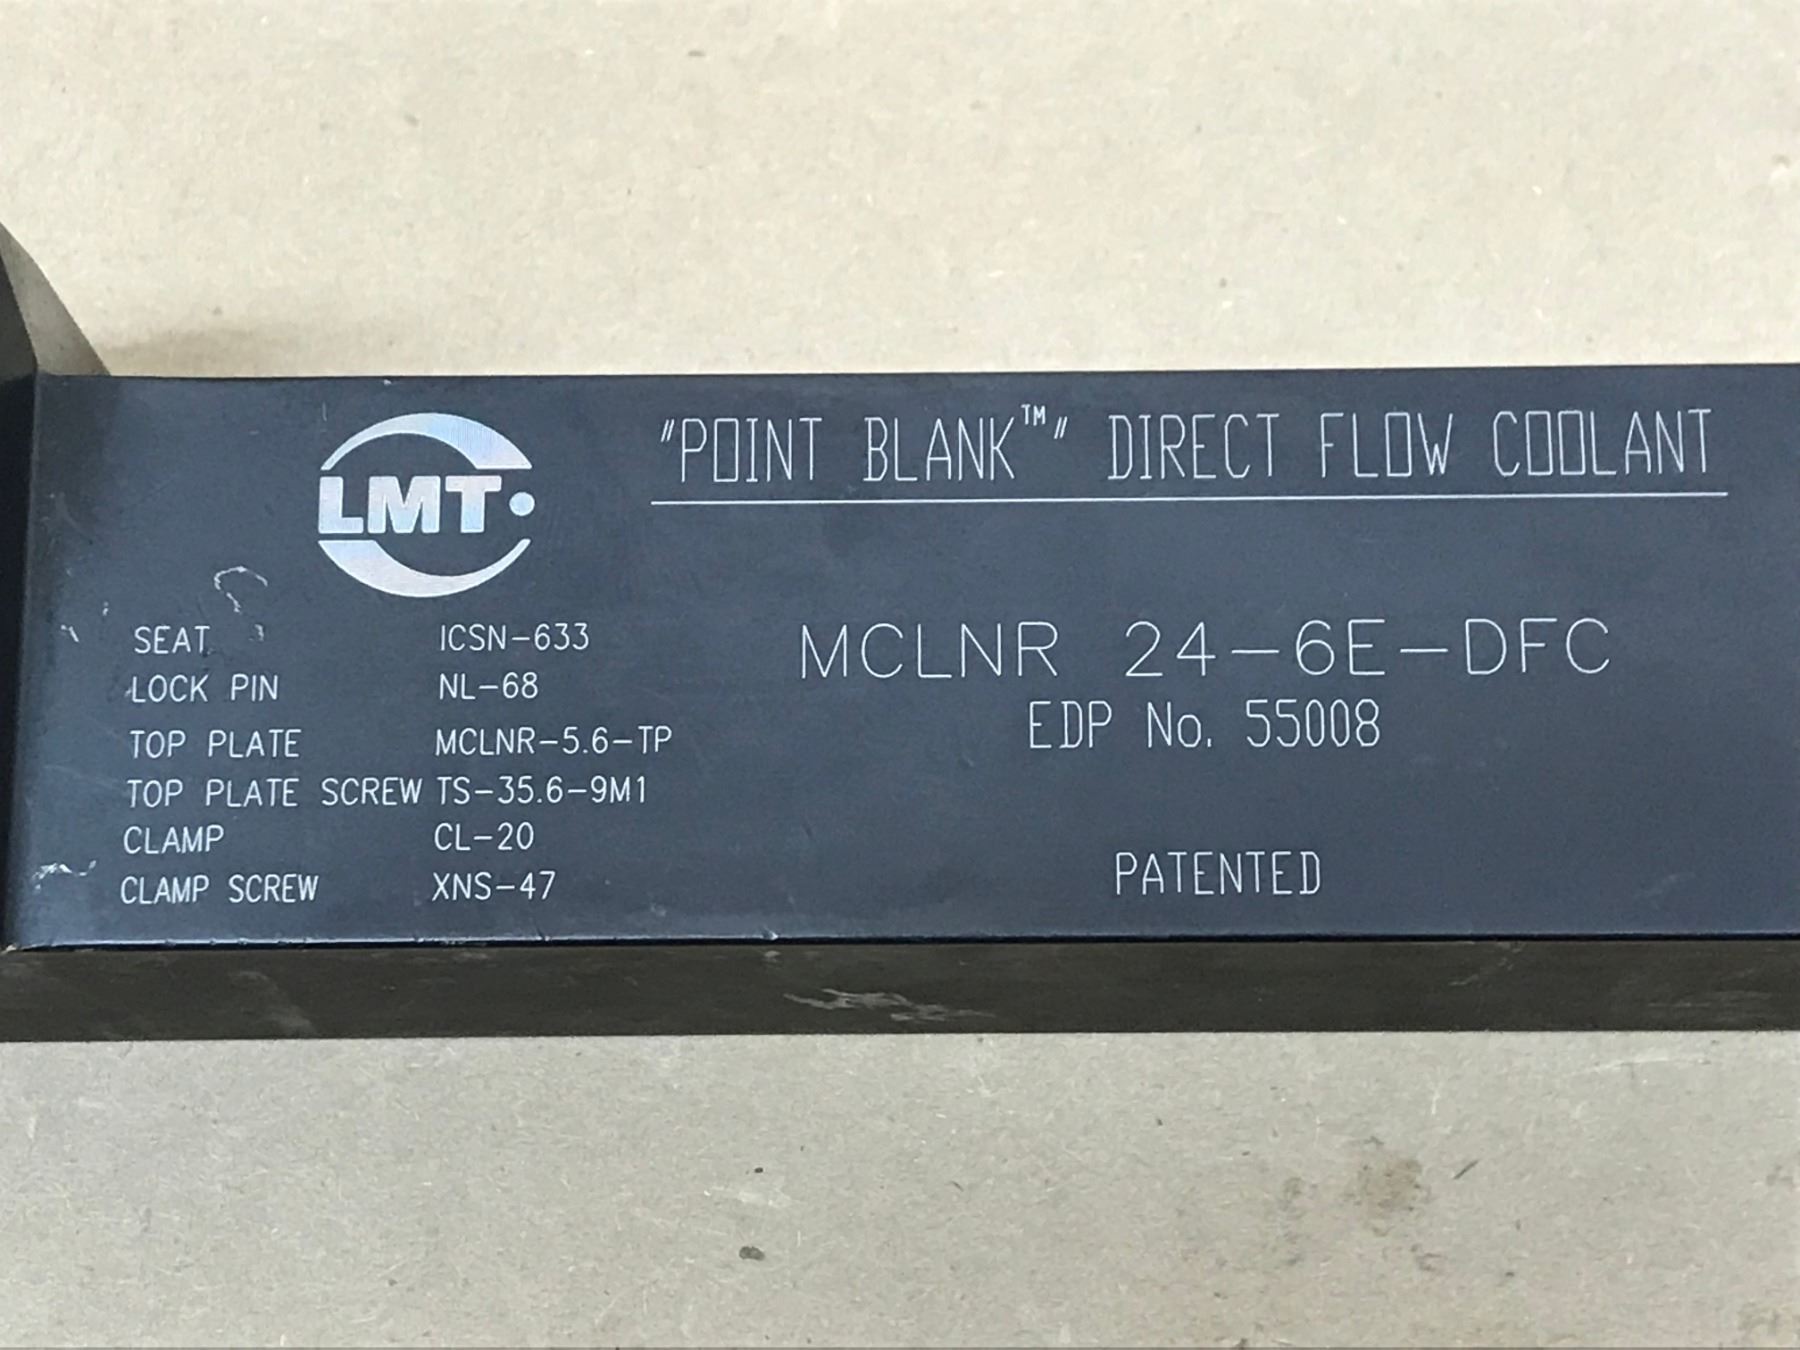 LMT
"POINT BLANK™" DIRECT FLOW COOLANT
SEAT ICSN-633
LOCK PIN NL-68
TOP PLATE MCLNR-5.6-TP
TOP PLATE SCREW TS-35.6-9M1
CLAMP CL-20
CLAMP SCREW XNS-47
MCLNR 24-6E-DFC
EDP No. 55008
PATENTED